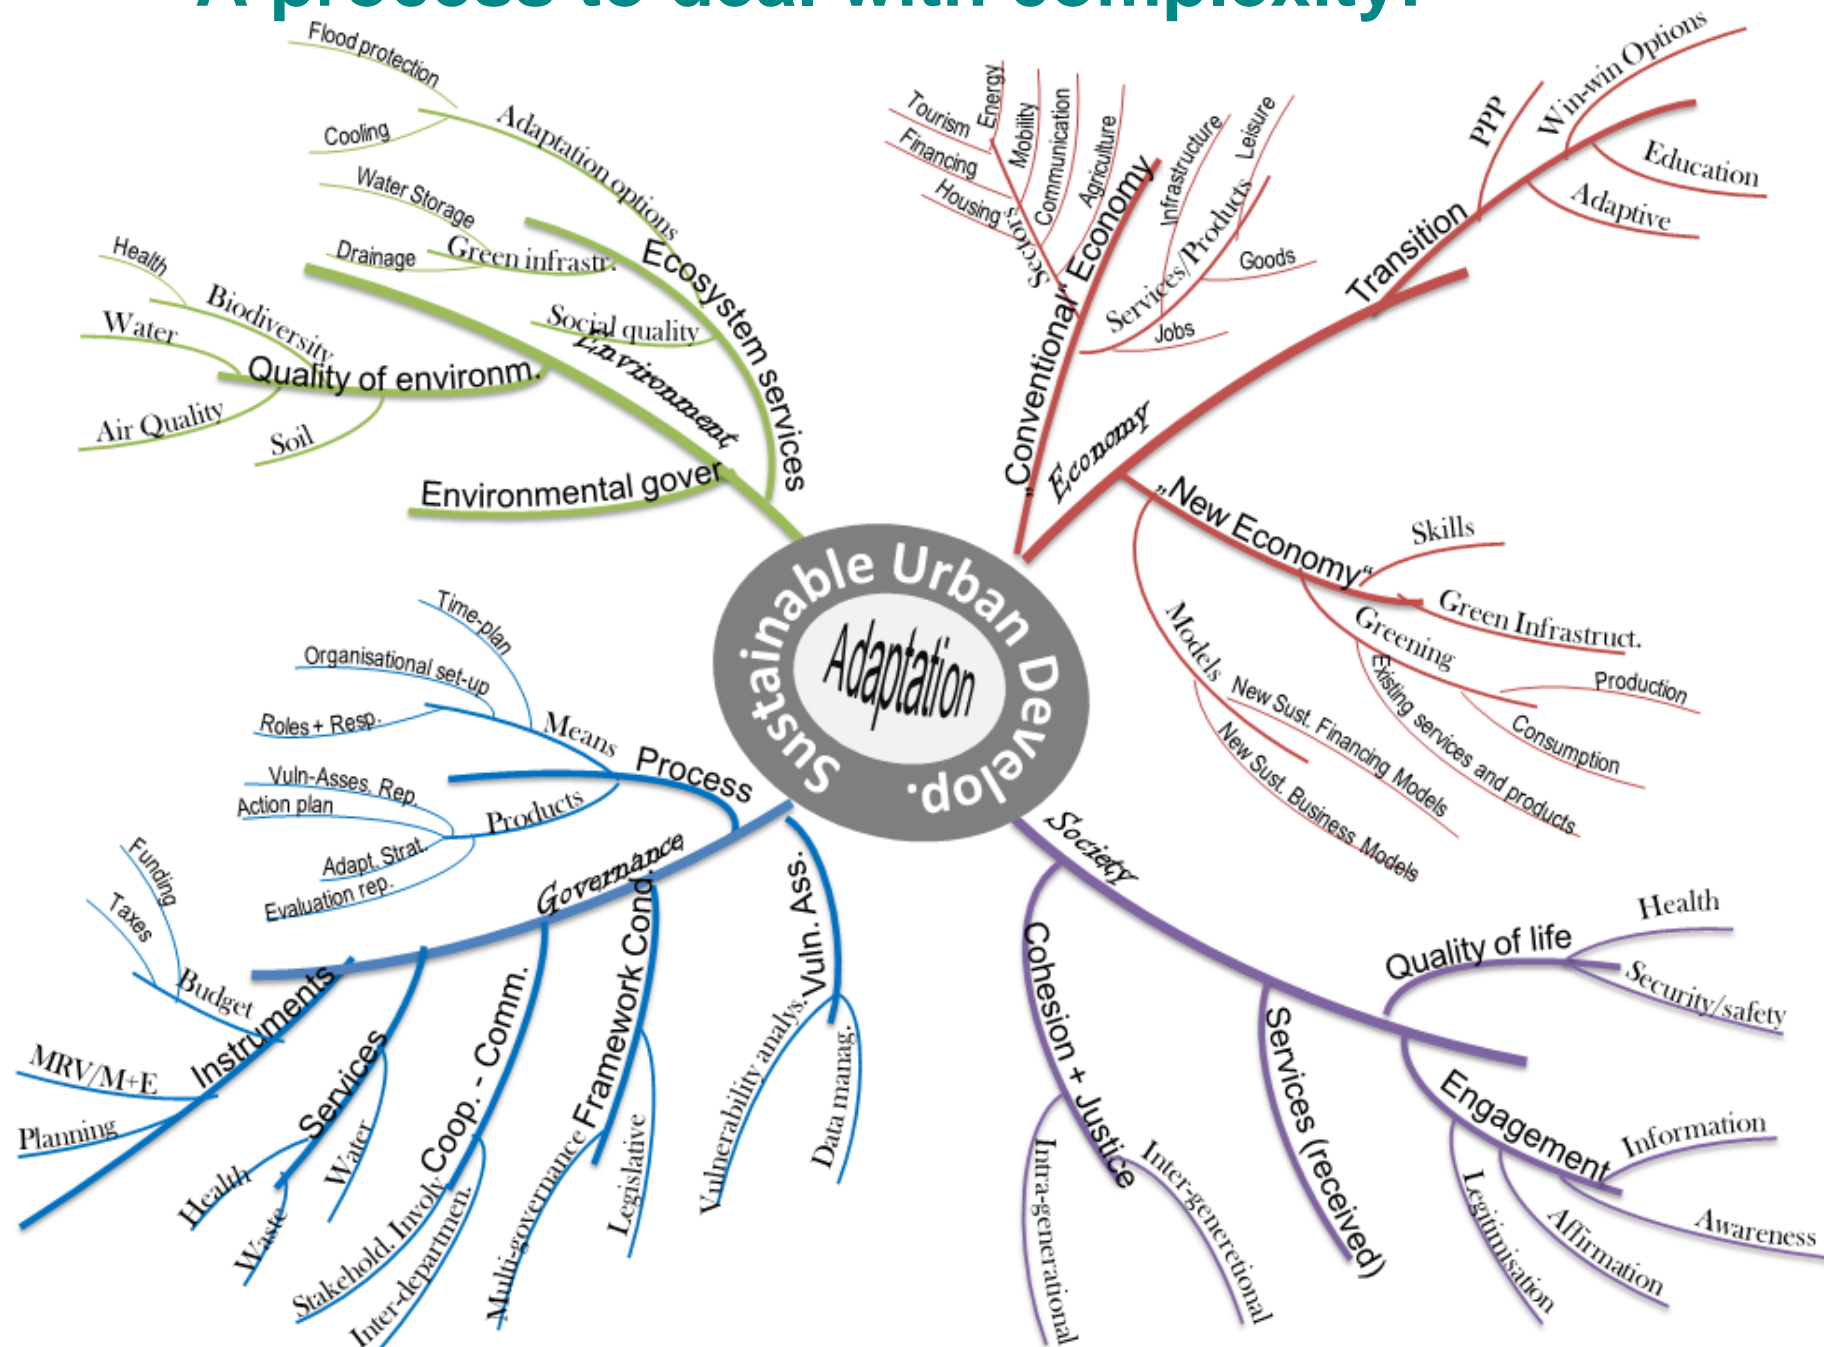 A process to deal with complexity:
Flood protection
Cooling
Adaptation options
Water Storage
Drainage
Green infrastr.
Social quality
Ecosystem services
Health
Biodiversity
Water
Quality of environm.
Air Quality
Soil
Environment
Environmental gover
Tourism
Energy
Financing
Mobility
Housing
Communication
Agriculture
Sectors
„Conventional“ Economy
Infrastructure
Leisure
Services/Products
Goods
Jobs
Economy
Transition
PPP
Win-win Options
Education
Adaptive
„New Economy“
Skills
Green Infrastruct.
Greening
Production
Consumption
Existing services and products
Models
New Sust. Financing Models
New Sust. Business Models
Sustainable Urban Develop.
Adaptation
Time-plan
Organisational set-up
Roles + Resp.
Means
Process
Vuln-Asses. Rep.
Action plan
Products
Adapt. Strat.
Evaluation rep.
Governance
Funding
Taxes
Budget
Instruments
MRV/M+E
Planning
Services
Health
Waste
Water
Coop. - Comm.
Stakehold. Involv
Inter-departmen.
Framework Cond.
Multi-governance
Legislative
Vuln. Ass.
Vulnerability analys.
Data manag.
Society
Cohesion + Justice
Intra-generational
Inter-generetional
Services (received)
Quality of life
Health
Security/safety
Engagement
Information
Awareness
Affirmation
Legitimisation